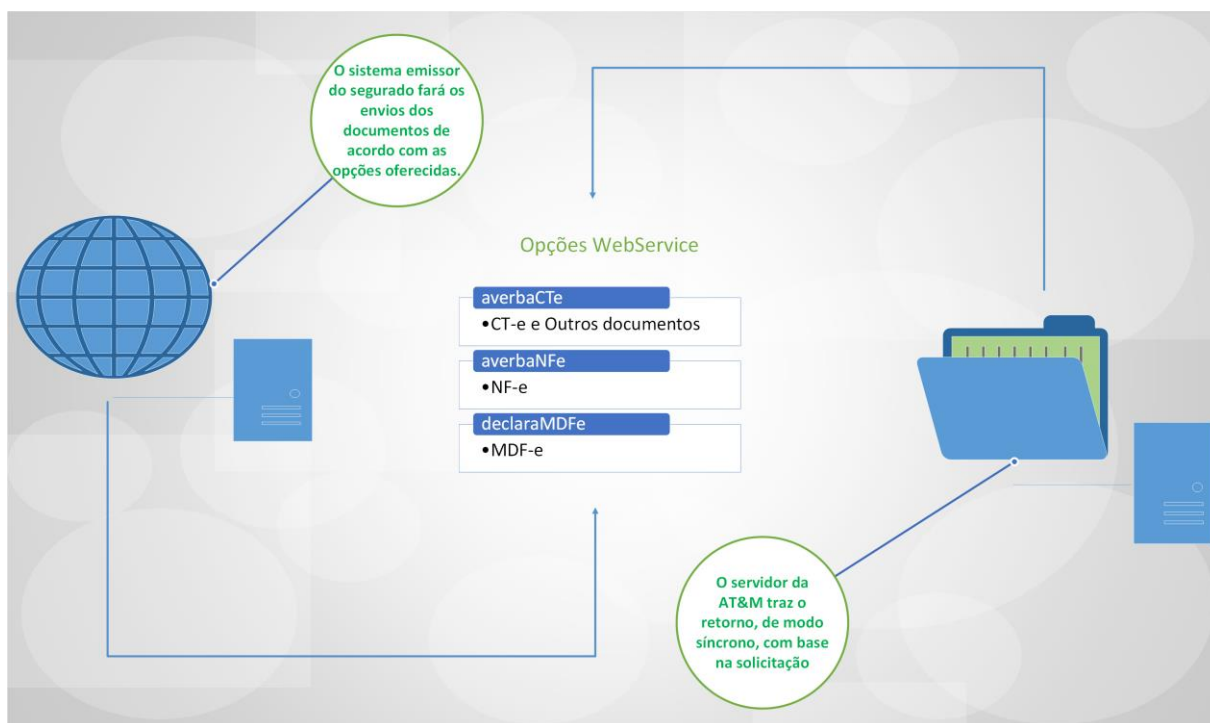 O sistema emissor
do segurado fará os
envios dos
documentos de
acordo com as
opções oferecidas.
Opções WebService
averbaCTe
•CT-e e Outros documentos
averbaNFe
•NF-e
declaraMDFe
•MDF-e
O servidor da
AT&M traz o
retorno, de modo
síncrono, com base
na solicitação